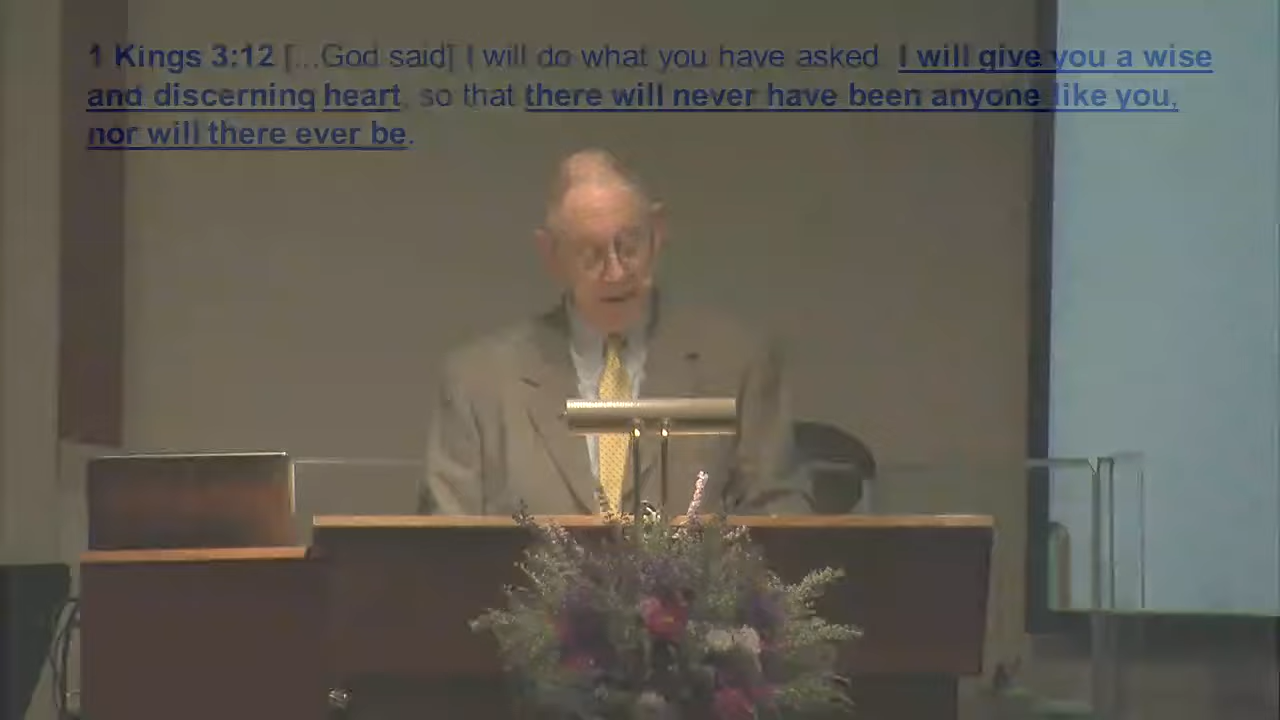 1 Kings 3:12 [...God said] I will do what you have asked. I will give you a wise
and discerning heart, so that there will never have been anyone like you,
nor will there ever be.